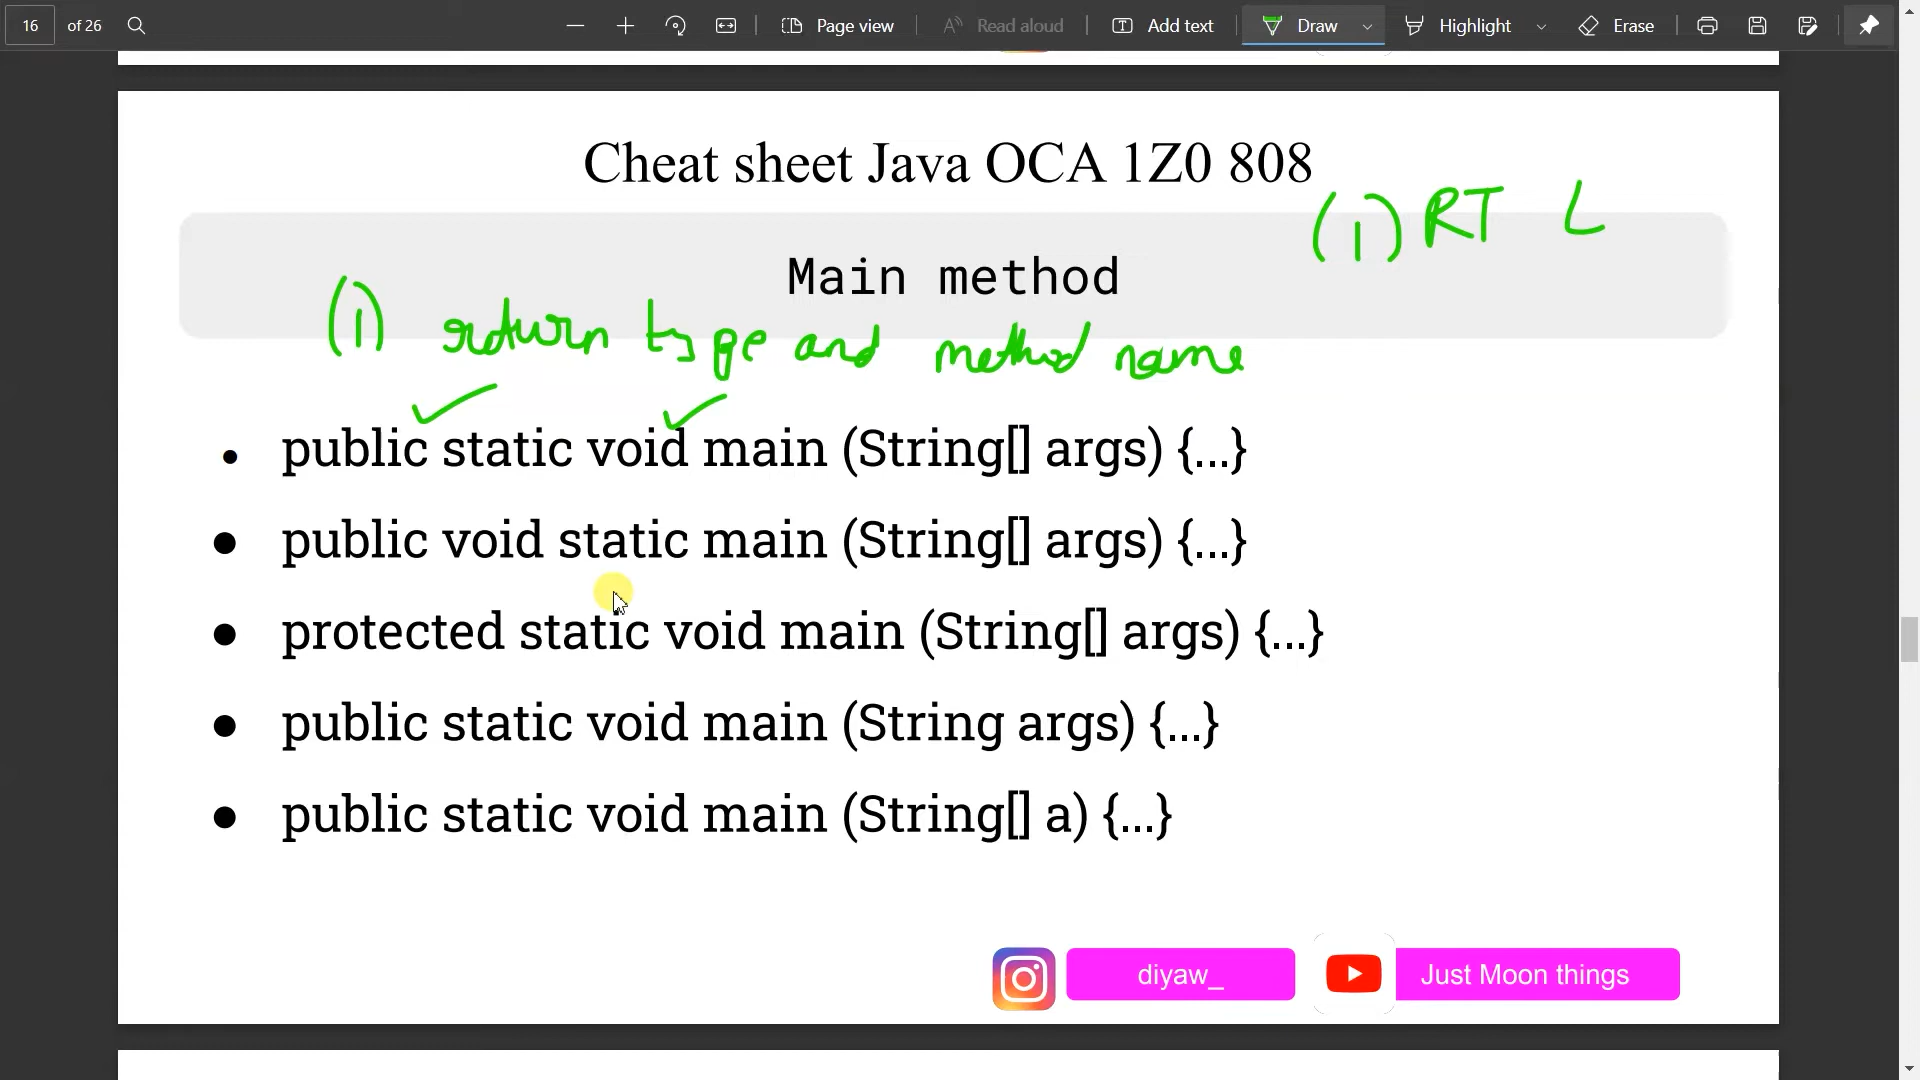 16 of 26 Page view Read aloud Add text Draw Highlight Erase
Cheat sheet Java OCA 1Z0 808
(1) RT L
Main method
(1) return type and method name
• public static void main (String[] args) {...}
• public void static main (String[] args) {...}
• protected static void main (String[] args) {...}
• public static void main (String args) {...}
• public static void main (String[] a) {...}
diyaw_ Just Moon things